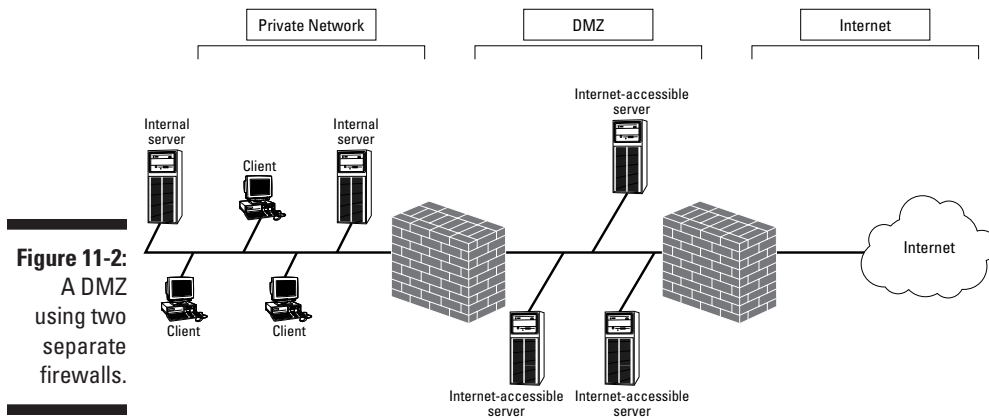 Private Network
DMZ
Internet
Internet-accessible
server
Internal
server
Internal
server
Client
Internet
Figure 11-2:
A DMZ
using two
separate
firewalls.
Client
Client
Internet-accessible
server
Internet-accessible
server